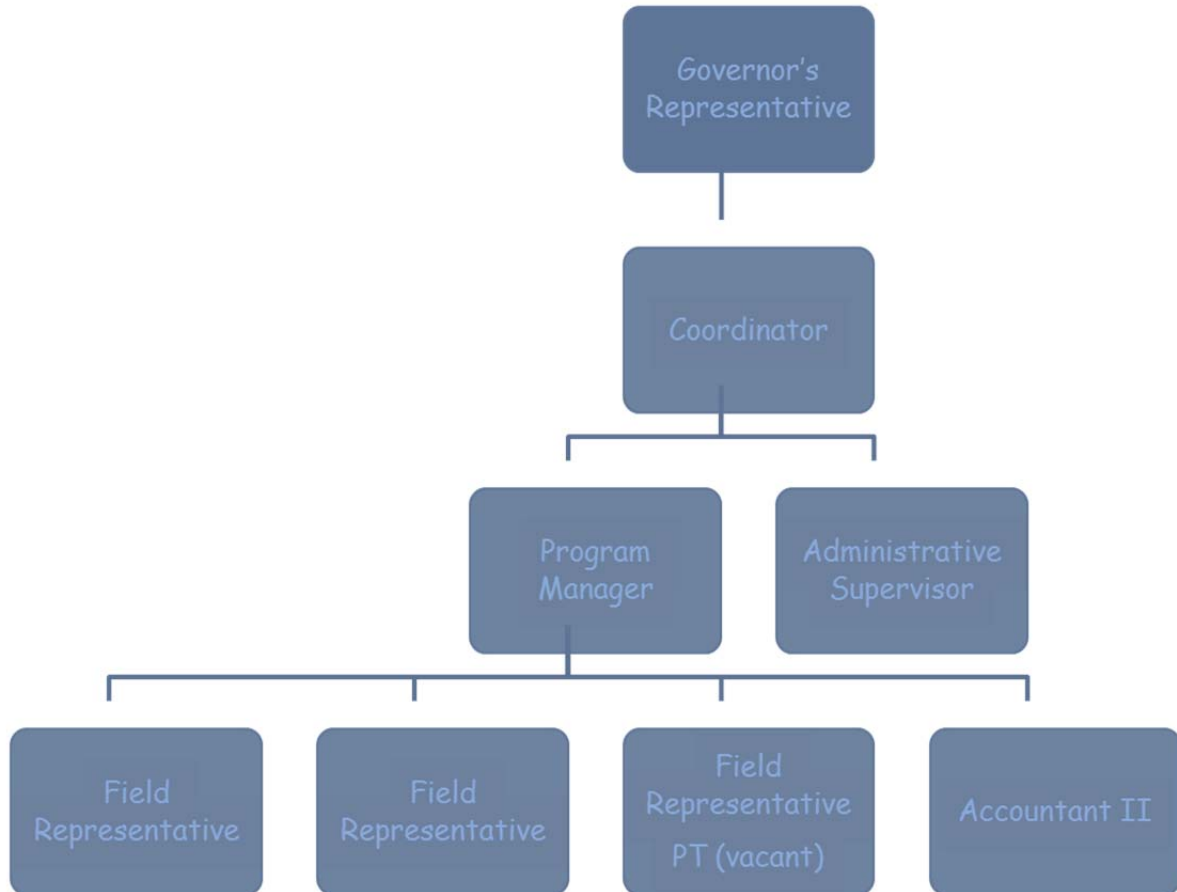 Governor's
Representative
Coordinator
Program
Manager
Administrative
Supervisor
Field
Representative
Field
Representative
Field
Representative
PT (vacant)
Accountant II